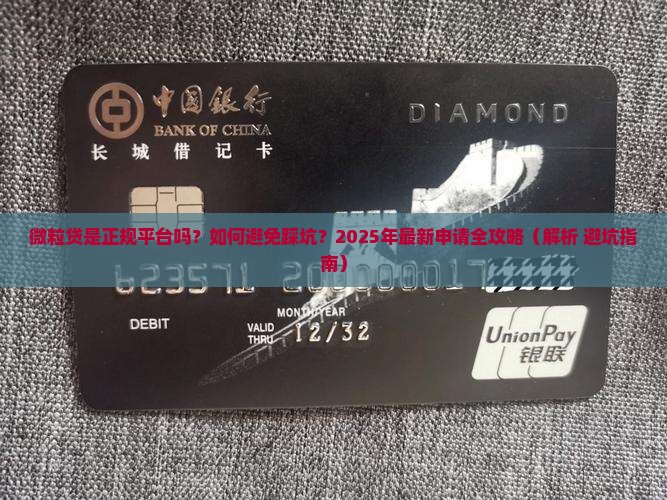 中国银行
BANK OF CHINA
DIAMOND
长城借记卡
微粒贷是正规平台吗？如何避免踩坑？2025年最新申请全攻略（解析 避坑指
南）
DEBIT
MONTH/YEAR
VALID
THRU
12/32
UnionPay
银联